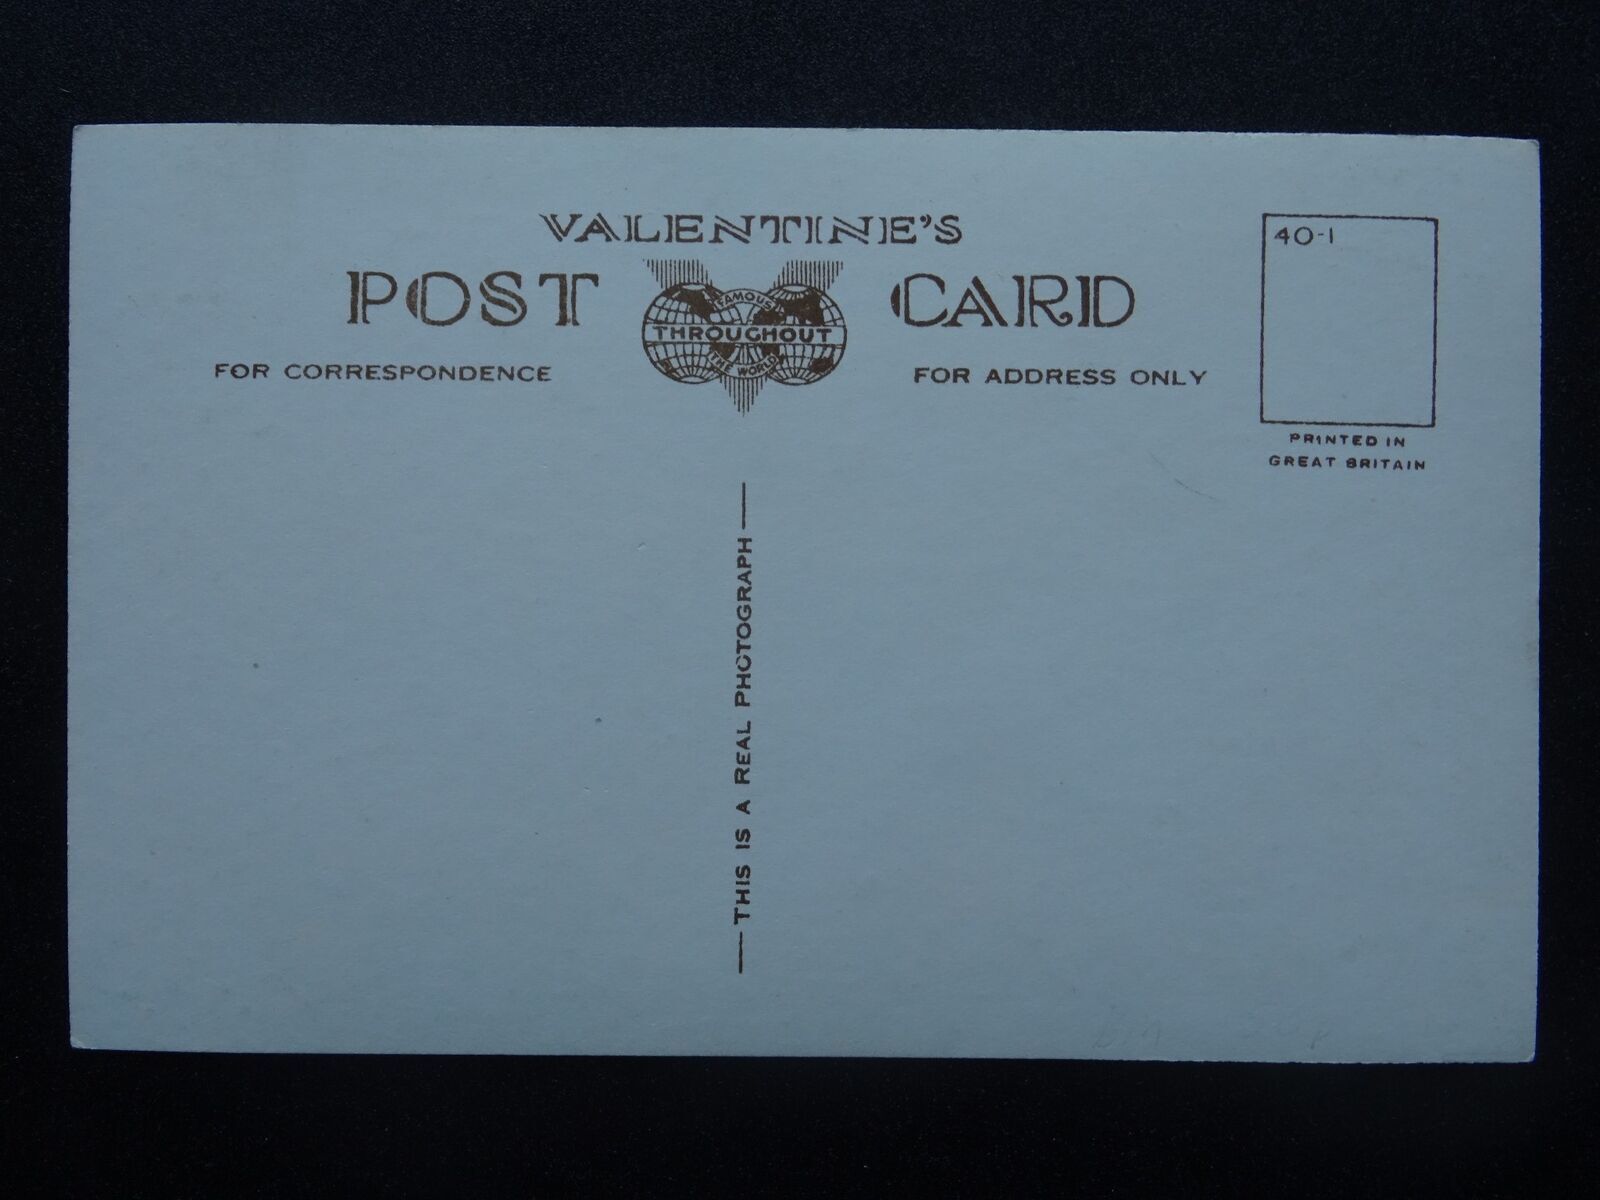 VALENTINE'S
POST CARD
FAMOUS
THROUGHOUT
THE WORLD
FOR CORRESPONDENCE
FOR ADDRESS ONLY
40-1
PRINTED IN
GREAT BRITAIN
THIS IS A REAL PHOTOGRAPH